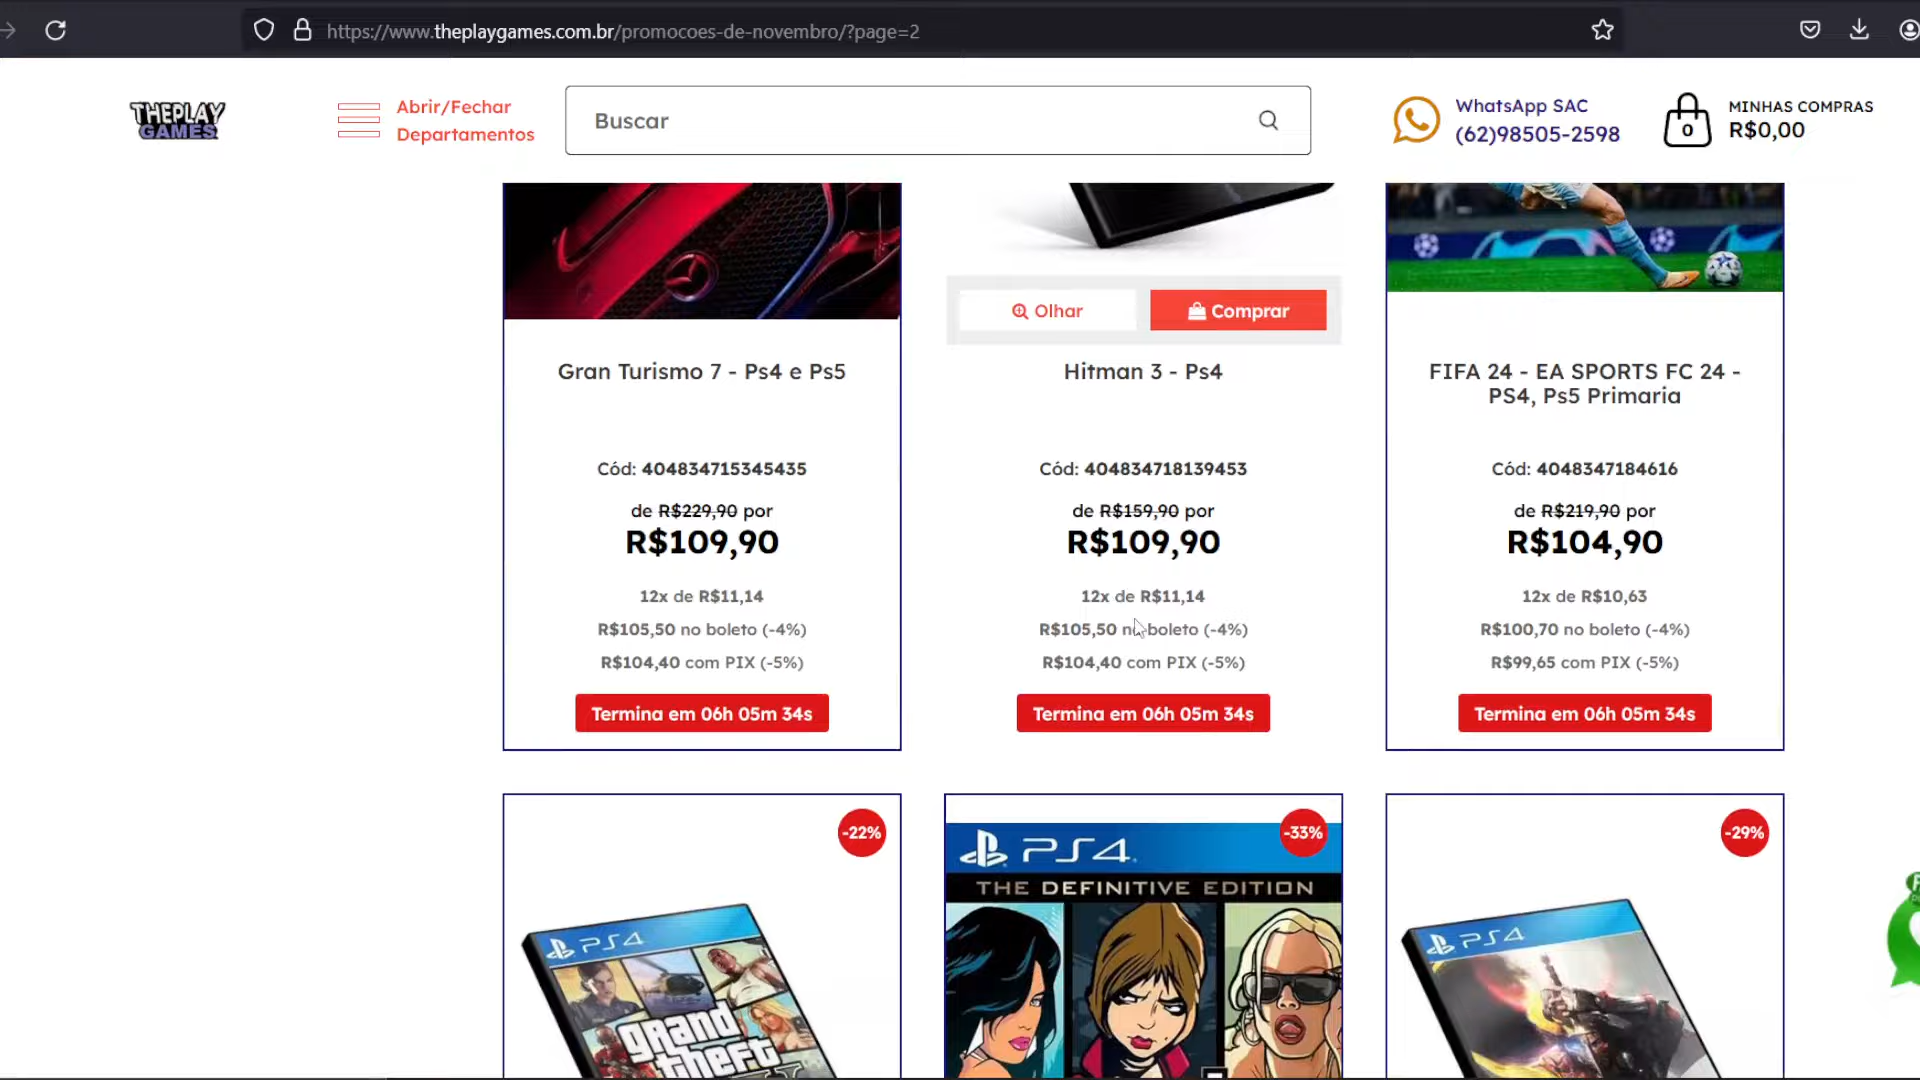 https://www.theplaygames.com.br/promocoes-de-novembro/?page=2
THEPLAY
GAMES
Abrir/Fechar
Departamentos
Buscar
WhatsApp SAC
(62)98505-2598
0
MINHAS COMPRAS
R$0,00
Olhar
Comprar
Gran Turismo 7 - Ps4 e Ps5
Cód: 404834715345435
de R$229,90 por
R$109,90
12x de R$11,14
R$105,50 no boleto (-4%)
R$104,40 com PIX (-5%)
Termina em 06h 05m 34s
Hitman 3 - Ps4
Cód: 404834718139453
de R$159,90 por
R$109,90
12x de R$11,14
R$105,50 no boleto (-4%)
R$104,40 com PIX (-5%)
Termina em 06h 05m 34s
FIFA 24 - EA SPORTS FC 24 -
PS4, Ps5 Primaria
Cód: 4048347184616
de R$219,90 por
R$104,90
12x de R$10,63
R$100,70 no boleto (-4%)
R$99,65 com PIX (-5%)
Termina em 06h 05m 34s
-22%
PS4
grand
theft
-33%
PS4
THE DEFINITIVE EDITION
-29%
PS4